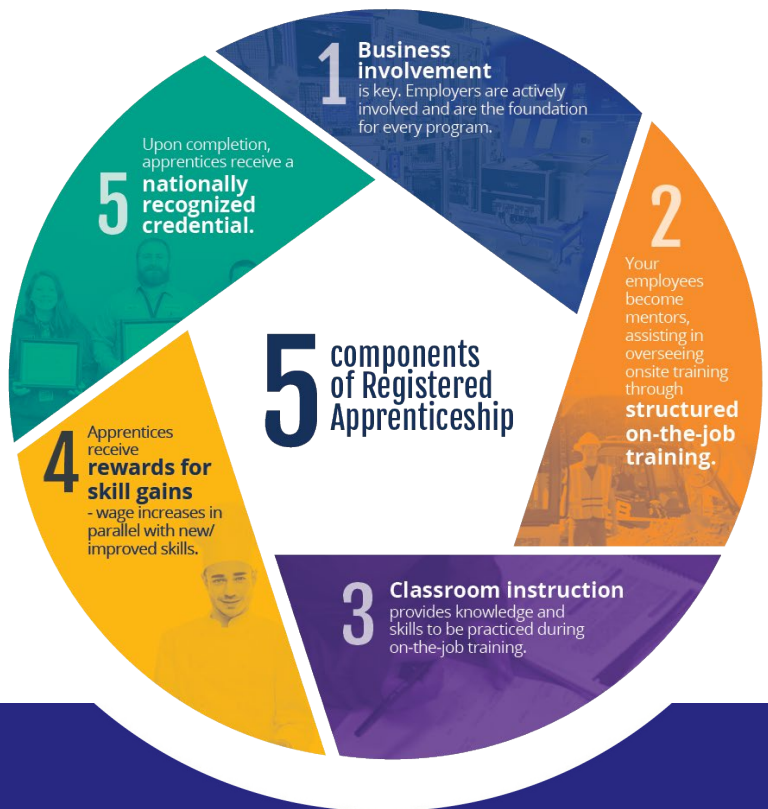 1
Business
involvement
is key. Employers are actively
involved and are the foundation
for every program.
2
Your
employees
become
mentors,
assisting in
overseeing
onsite training
through
structured
on-the-job
training.
3
Classroom instruction
provides knowledge and
skills to be practiced during
on-the-job training.
4
Apprentices
receive
rewards for
skill gains
- wage increases in
parallel with new/
improved skills.
5
Upon completion,
apprentices receive a
nationally
recognized
credential.
5
components
of Registered
Apprenticeship